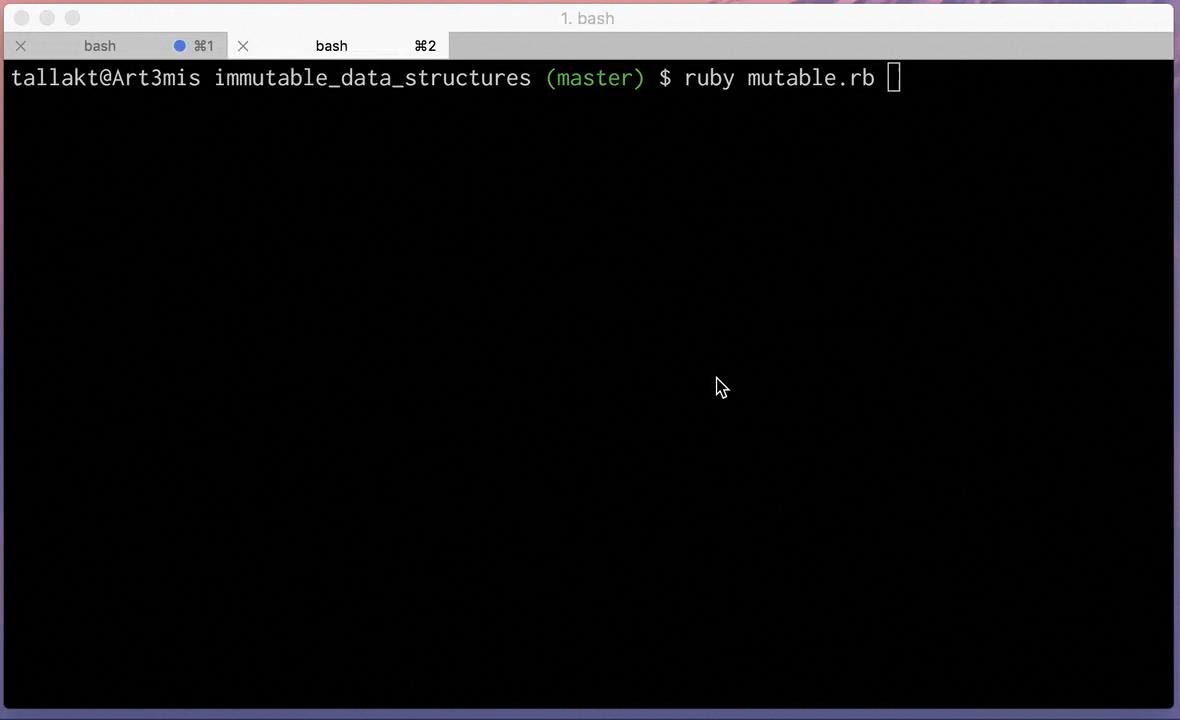 1. bash
bash ⌘1 bash ⌘2
tallakt@Art3mis immutable_data_structures (master) $ ruby mutable.rb